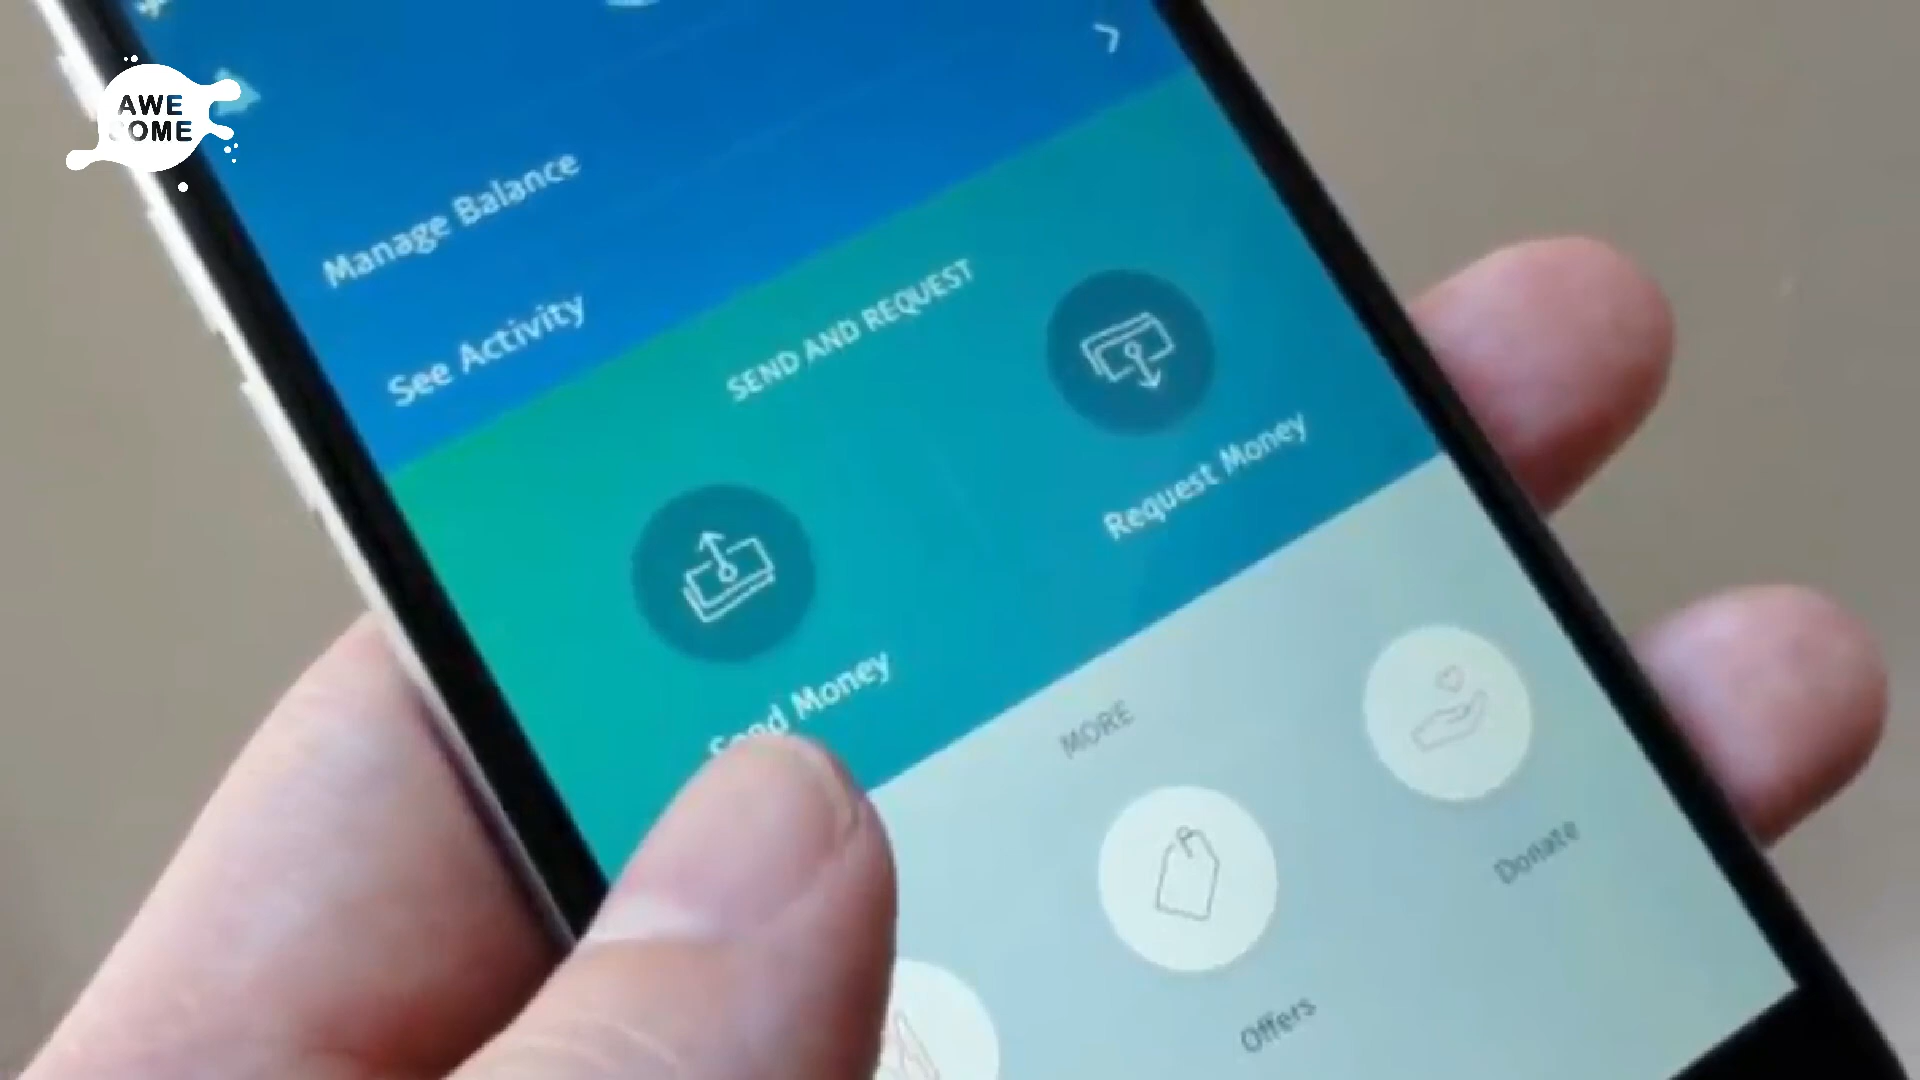 AWE
SOME
Manage Balance
See Activity
SEND AND REQUEST
Request Money
Send Money
MORE
Donate
Offers